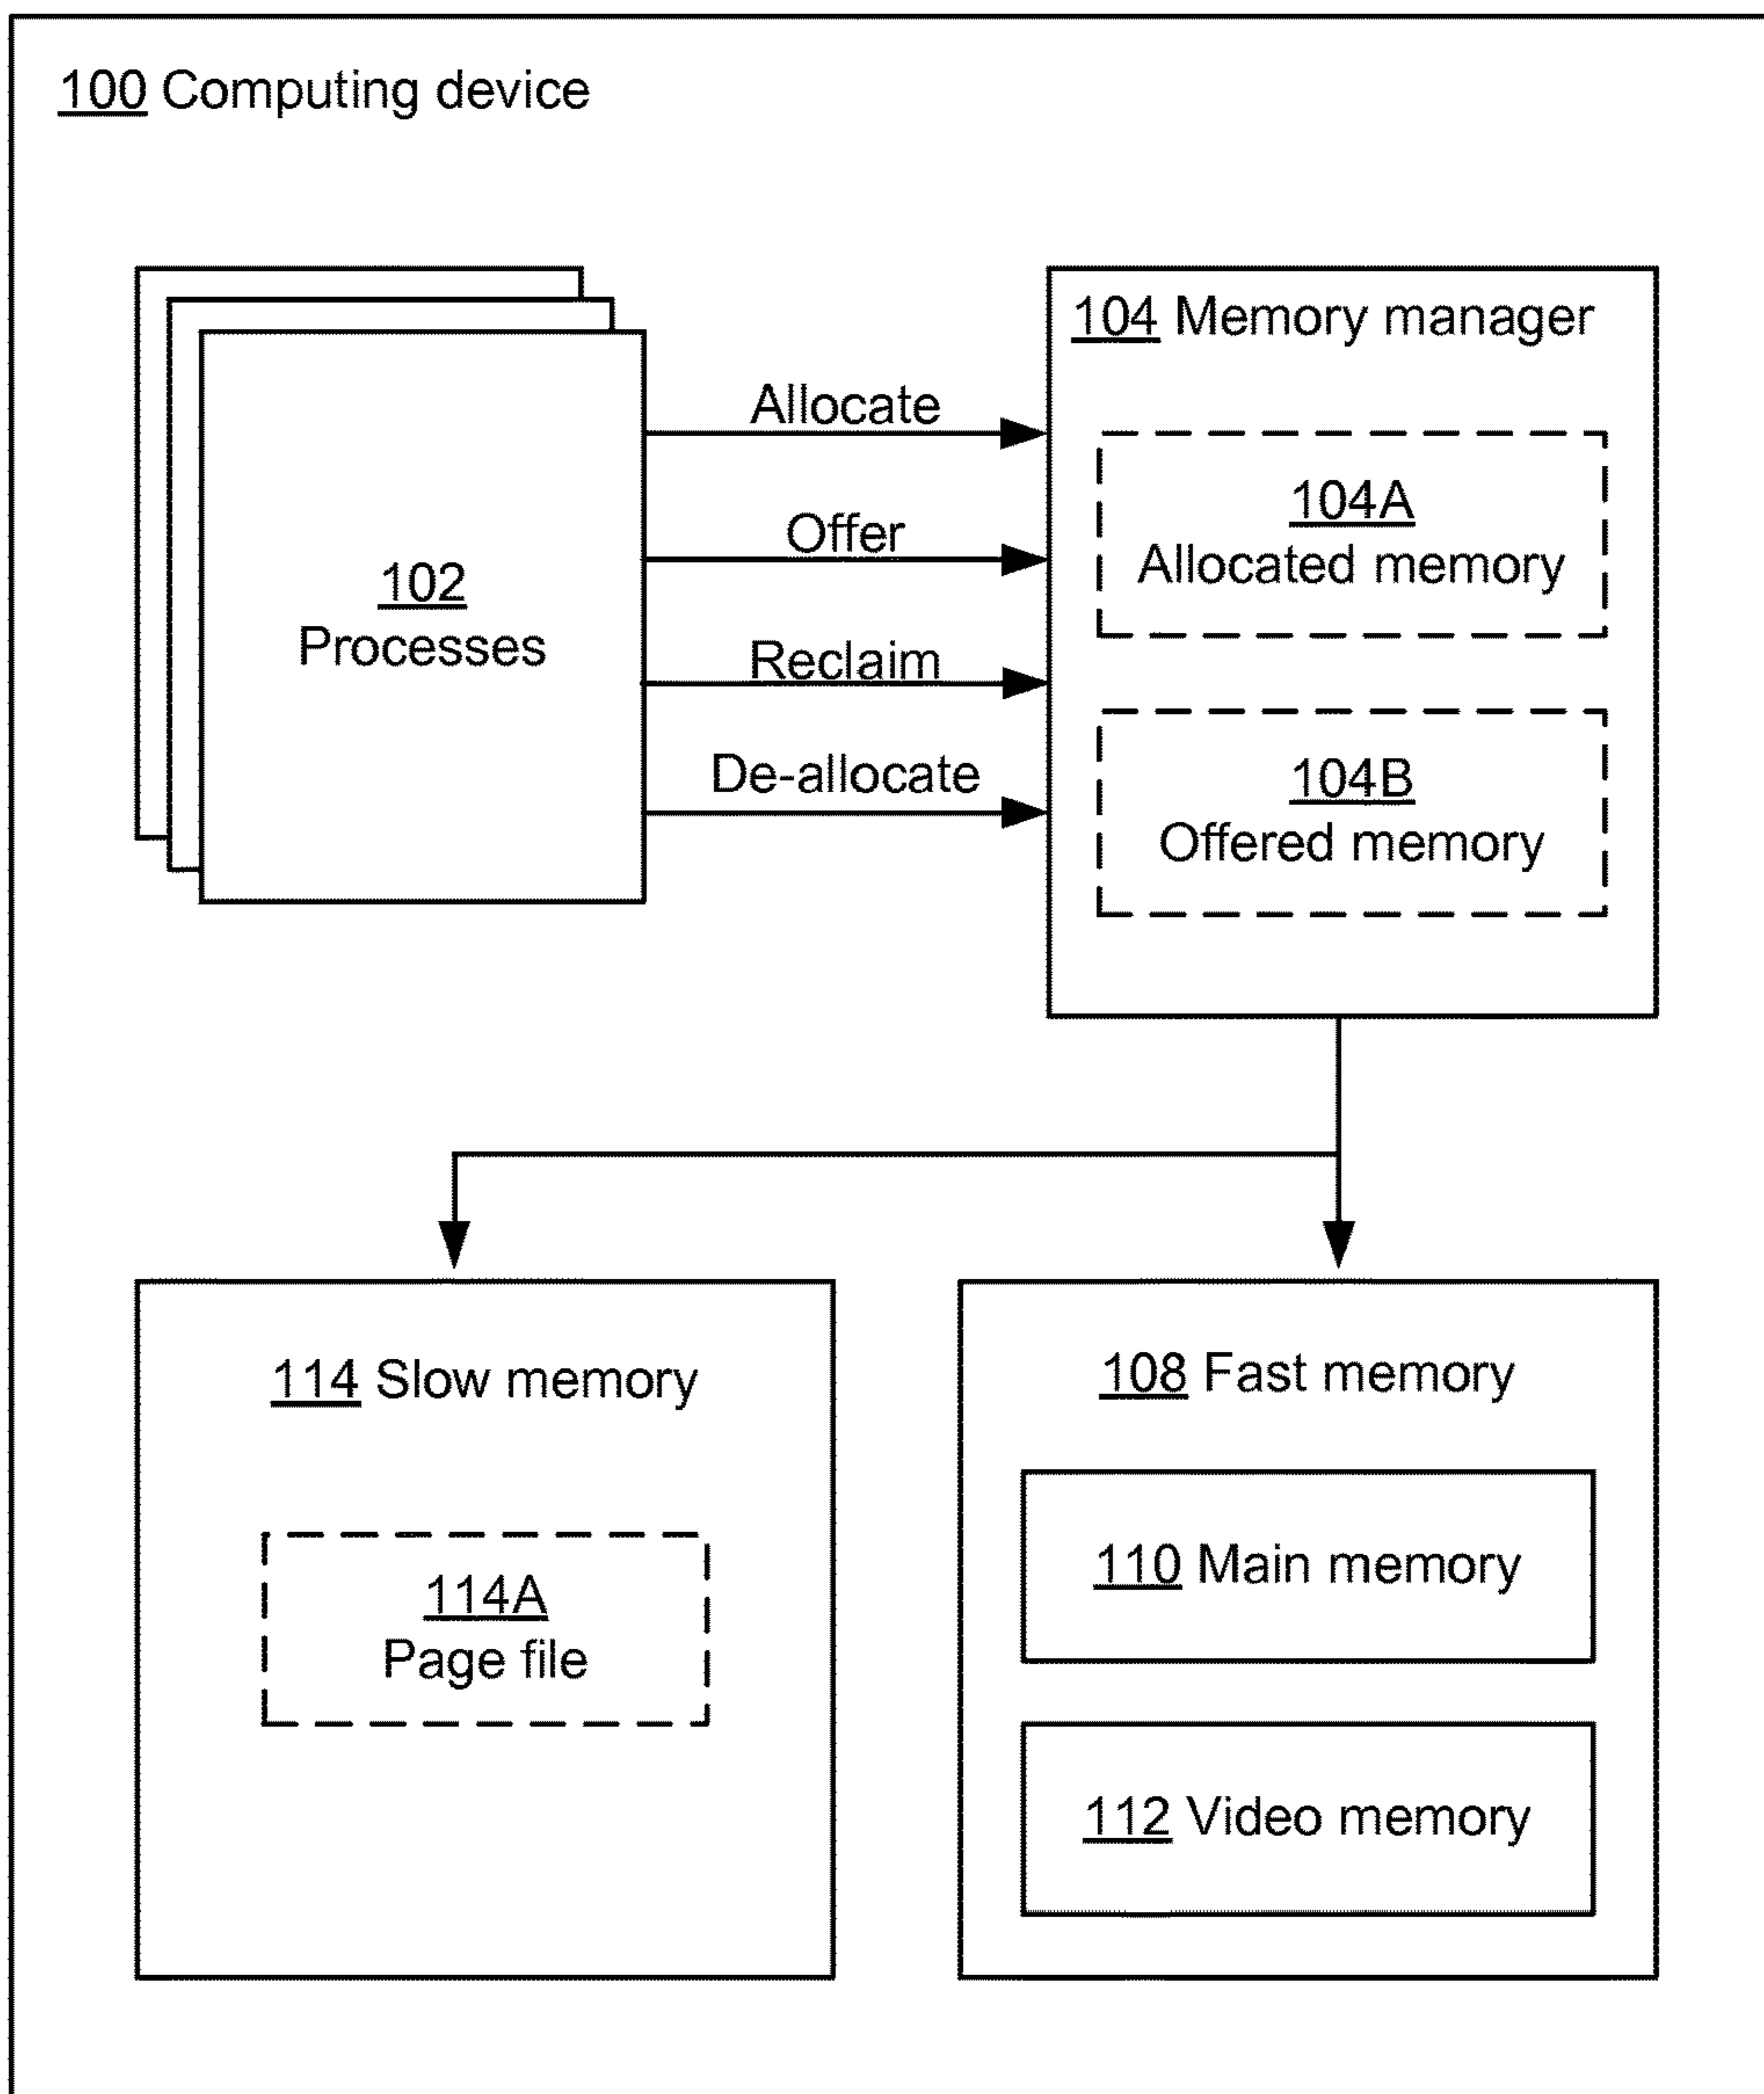 100 Computing device
104 Memory manager
Allocate
104A
Allocated memory
Offer
102
Processes
Reclaim
104B
Offered memory
De-allocate
114 Slow memory
114A
Page file
108 Fast memory
110 Main memory
112 Video memory